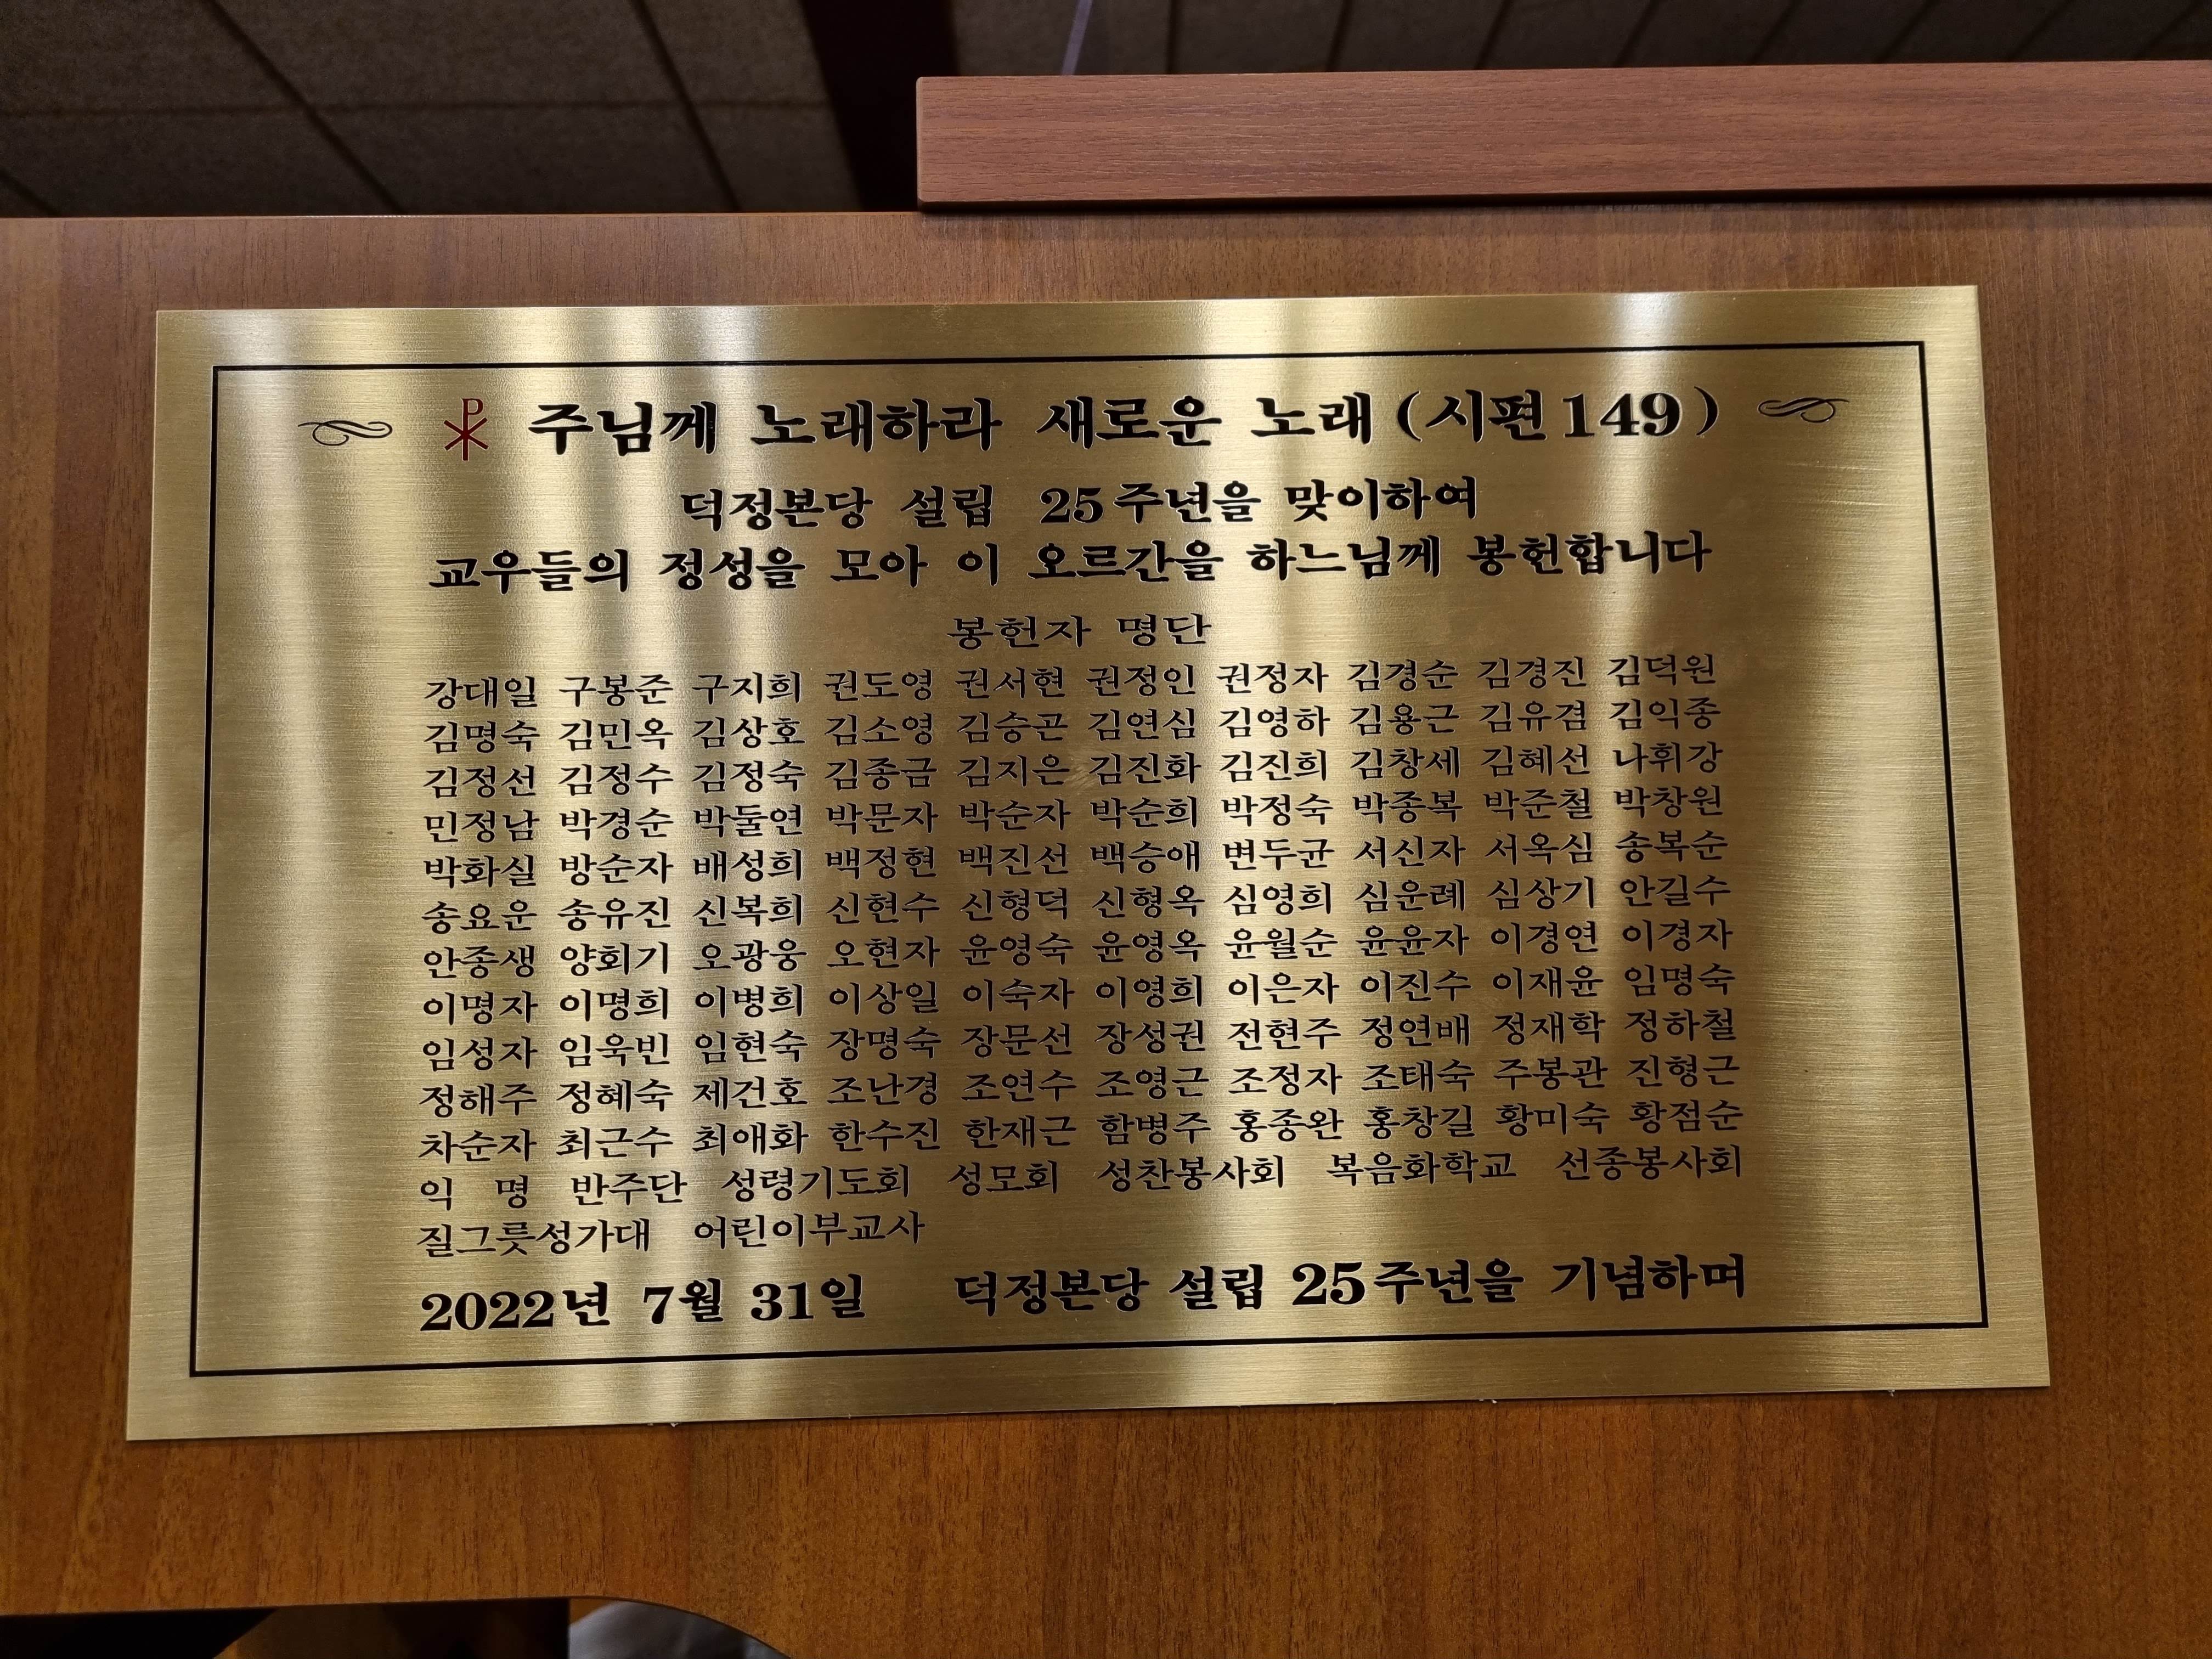 주님께 노래하라 새로운 노래(시편149)
덕정본당 설립 25주년을 맞이하여
교우들의 정성을 모아 이 오르간을 하느님께 봉헌합니다
봉헌자 명단
강대일 구봉준 구지희 권도영 권서현 권정인 권정자 김경순 김경진 김덕원
김명숙 김민옥 김상호 김소영 김승곤 김연심 김영하 김용근 김유겸 김익종
김정선 김정수 김정숙 김종금 김지은 김진화 김진희 김창세 김혜선 나휘강
민정남 박경순 박둘연 박문자 박순자 박순희 박정숙 박종복 박준철 박창원
박화실 방순자 배성희 백정현 백진선 백승애 변두균 서신자 서옥심 송복순
송요운 송유진 신복희 신현수 신형덕 신형옥 심영희 심운례 심상기 안길수
안종생 양회기 오광웅 오현자 윤영숙 윤영옥 윤월순 윤윤자 이경연 이경자
이명자 이명희 이병희 이상일 이숙자 이영희 이은자 이진수 이재윤 임명숙
임성자 임욱빈 임현숙 장명숙 장문선 장성권 전현주 정연배 정재학 정하철
정해주 정혜숙 제건호 조난경 조연수 조영근 조정자 조태숙 주봉관 진형근
차순자 최근수 최애화 한수진 한재근 함병주 홍종완 홍창길 황미숙 황점순
익 명 반주단 성령기도회 성모회 성찬봉사회 복음화학교 선종봉사회
질그릇성가대 어린이부교사
2022년 7월 31일 덕정본당 설립 25주년을 기념하며